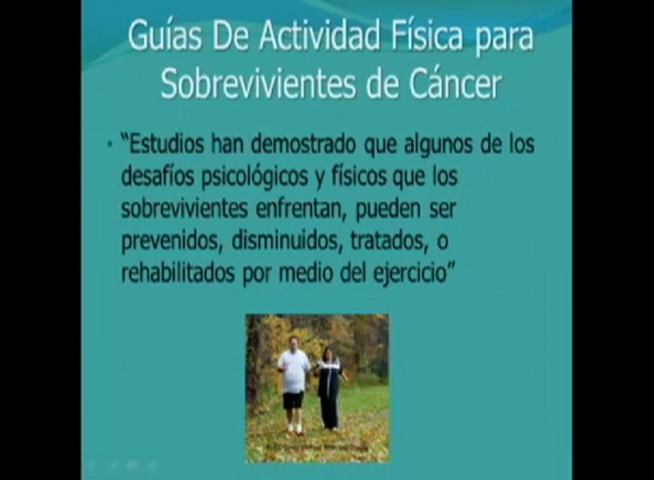 Guías De Actividad Física para
Sobrevivientes de Cáncer
“Estudios han demostrado que algunos de los
desafíos psicológicos y físicos que los
sobrevivientes enfrentan, pueden ser
prevenidos, disminuidos, tratados, o
rehabilitados por medio del ejercicio”